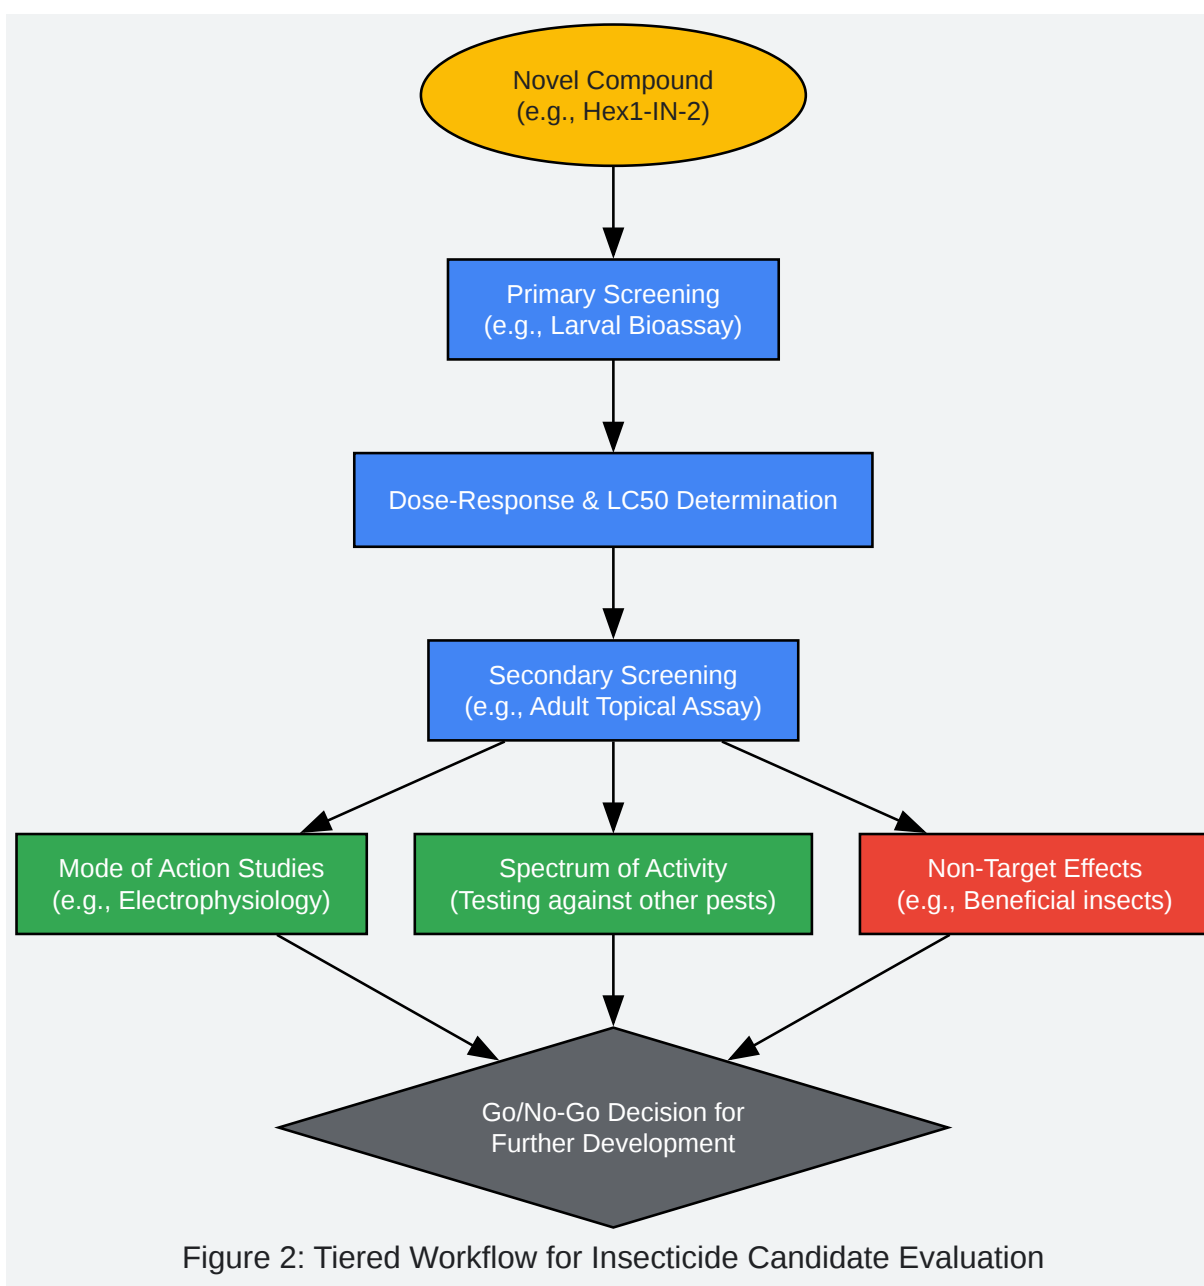 Novel Compound
(e.g., Hex1-IN-2)
Primary Screening
(e.g., Larval Bioassay)
Dose-Response & LC50 Determination
Secondary Screening
(e.g., Adult Topical Assay)
Mode of Action Studies
(e.g., Electrophysiology)
Spectrum of Activity
(Testing against other pests)
Non-Target Effects
(e.g., Beneficial insects)
Go/No-Go Decision for
Further Development
Figure 2: Tiered Workflow for Insecticide Candidate Evaluation